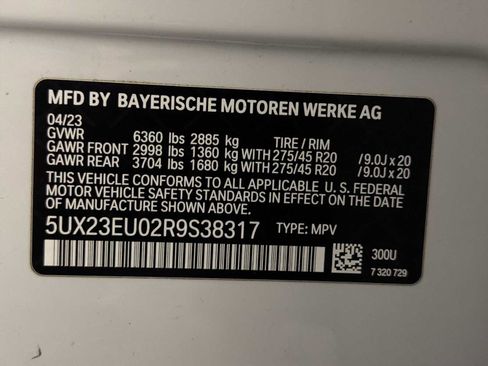 MFD BY BAYERISCHE MOTOREN WERKE AG
04/23
GVWR 6360 lbs 2885 kg TIRE / RIM
GAWR FRONT 2998 lbs 1360 kg WITH 275/45 R20 / 9.0J x 20
GAWR REAR 3704 lbs 1680 kg WITH 275/45 R20 / 9.0J x 20
THIS VEHICLE CONFORMS TO ALL APPLICABLE U. S. FEDERAL
MOTOR VEHICLE SAFETY STANDARDS IN EFFECT ON THE DATE OF
MANUFACTURE SHOWN ABOVE.
5UX23EU02R9S38317 TYPE: MPV
300U
7 320 729